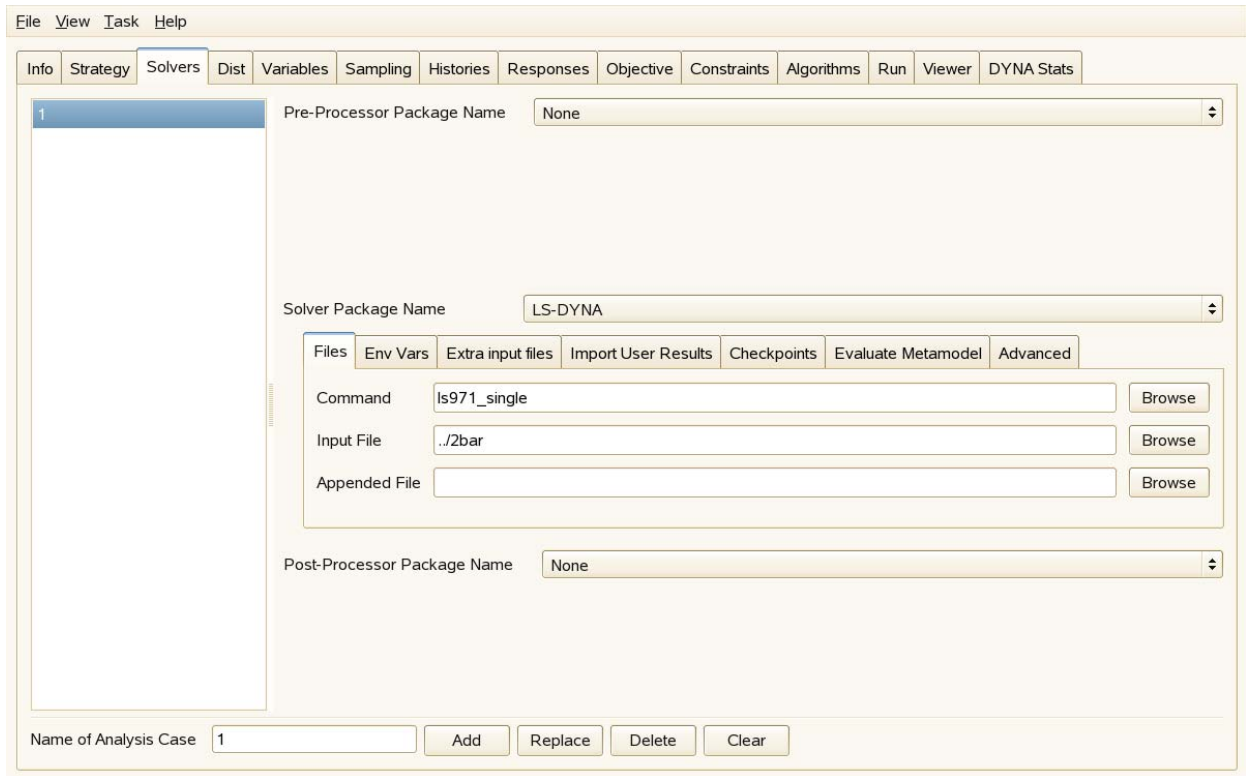 File View Task Help
Info Strategy Solvers Dist Variables Sampling Histories Responses Objective Constraints Algorithms Run Viewer DYNA Stats
1
Pre-Processor Package Name None
Solver Package Name LS-DYNA
Files Env Vars Extra input files Import User Results Checkpoints Evaluate Metamodel Advanced
Command ls971_single Browse
Input File ../2bar Browse
Appended File Browse
Post-Processor Package Name None
Name of Analysis Case 1 Add Replace Delete Clear